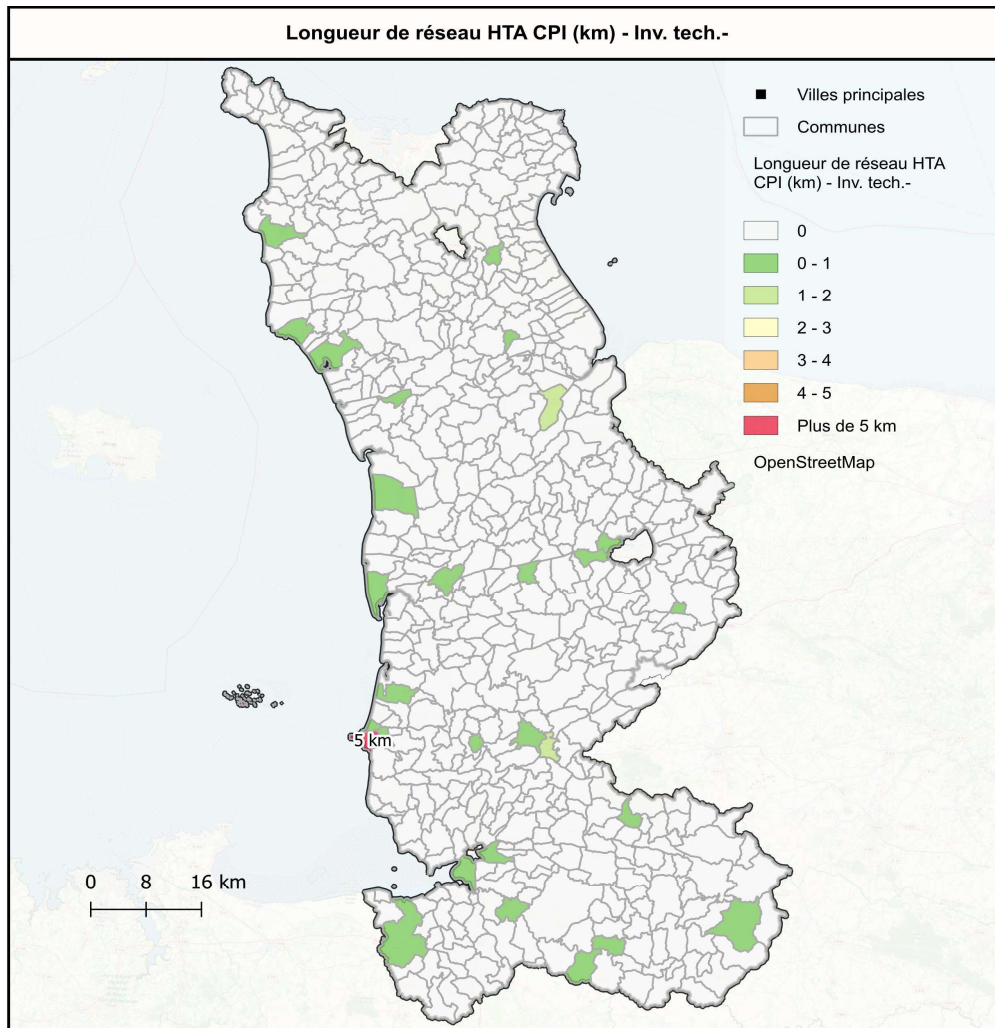 Longueur de réseau HTA CPI (km) - Inv. tech.-
Villes principales
Communes
Longueur de réseau HTA
CPI (km) - Inv. tech.-
0
0 - 1
1 - 2
2 - 3
3 - 4
4 - 5
Plus de 5 km
OpenStreetMap
5 km
0 8 16 km